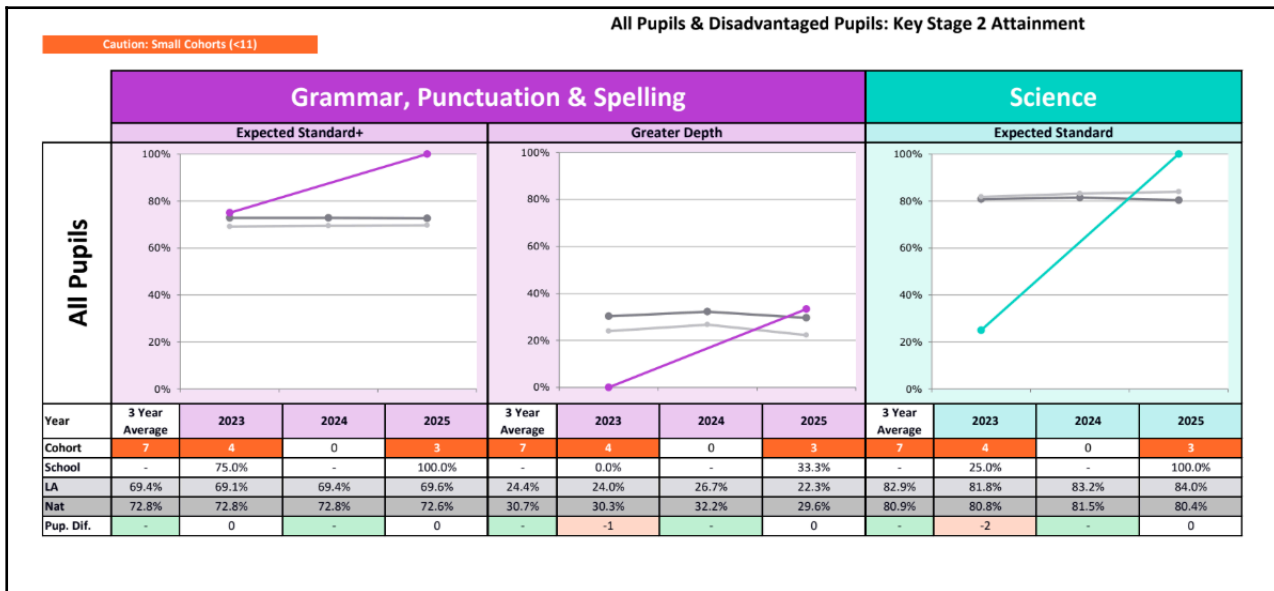 All Pupils & Disadvantaged Pupils: Key Stage 2 Attainment
Caution: Small Cohorts (<11)
Grammar, Punctuation & Spelling Science
Expected Standard+ Greater Depth Expected Standard
All Pupils
100% 100% 100%
80% 80% 80%
60% 60% 60%
40% 40% 40%
20% 20% 20%
0% 0% 0%
Year 3 Year Average 2023 2024 2025 3 Year Average 2023 2024 2025 3 Year Average 2023 2024 2025
Cohort 7 4 0 3 7 4 0 3 7 4 0 3
School - 75.0% - 100.0% - 0.0% - 33.3% - 25.0% - 100.0%
LA 69.4% 69.1% 69.4% 69.6% 24.4% 24.0% 26.7% 22.3% 82.9% 81.8% 83.2% 84.0%
Nat 72.8% 72.8% 72.8% 72.6% 30.7% 30.3% 32.2% 29.6% 80.9% 80.8% 81.5% 80.4%
Pup. Dif. - 0 - 0 - -1 - 0 - -2 - 0